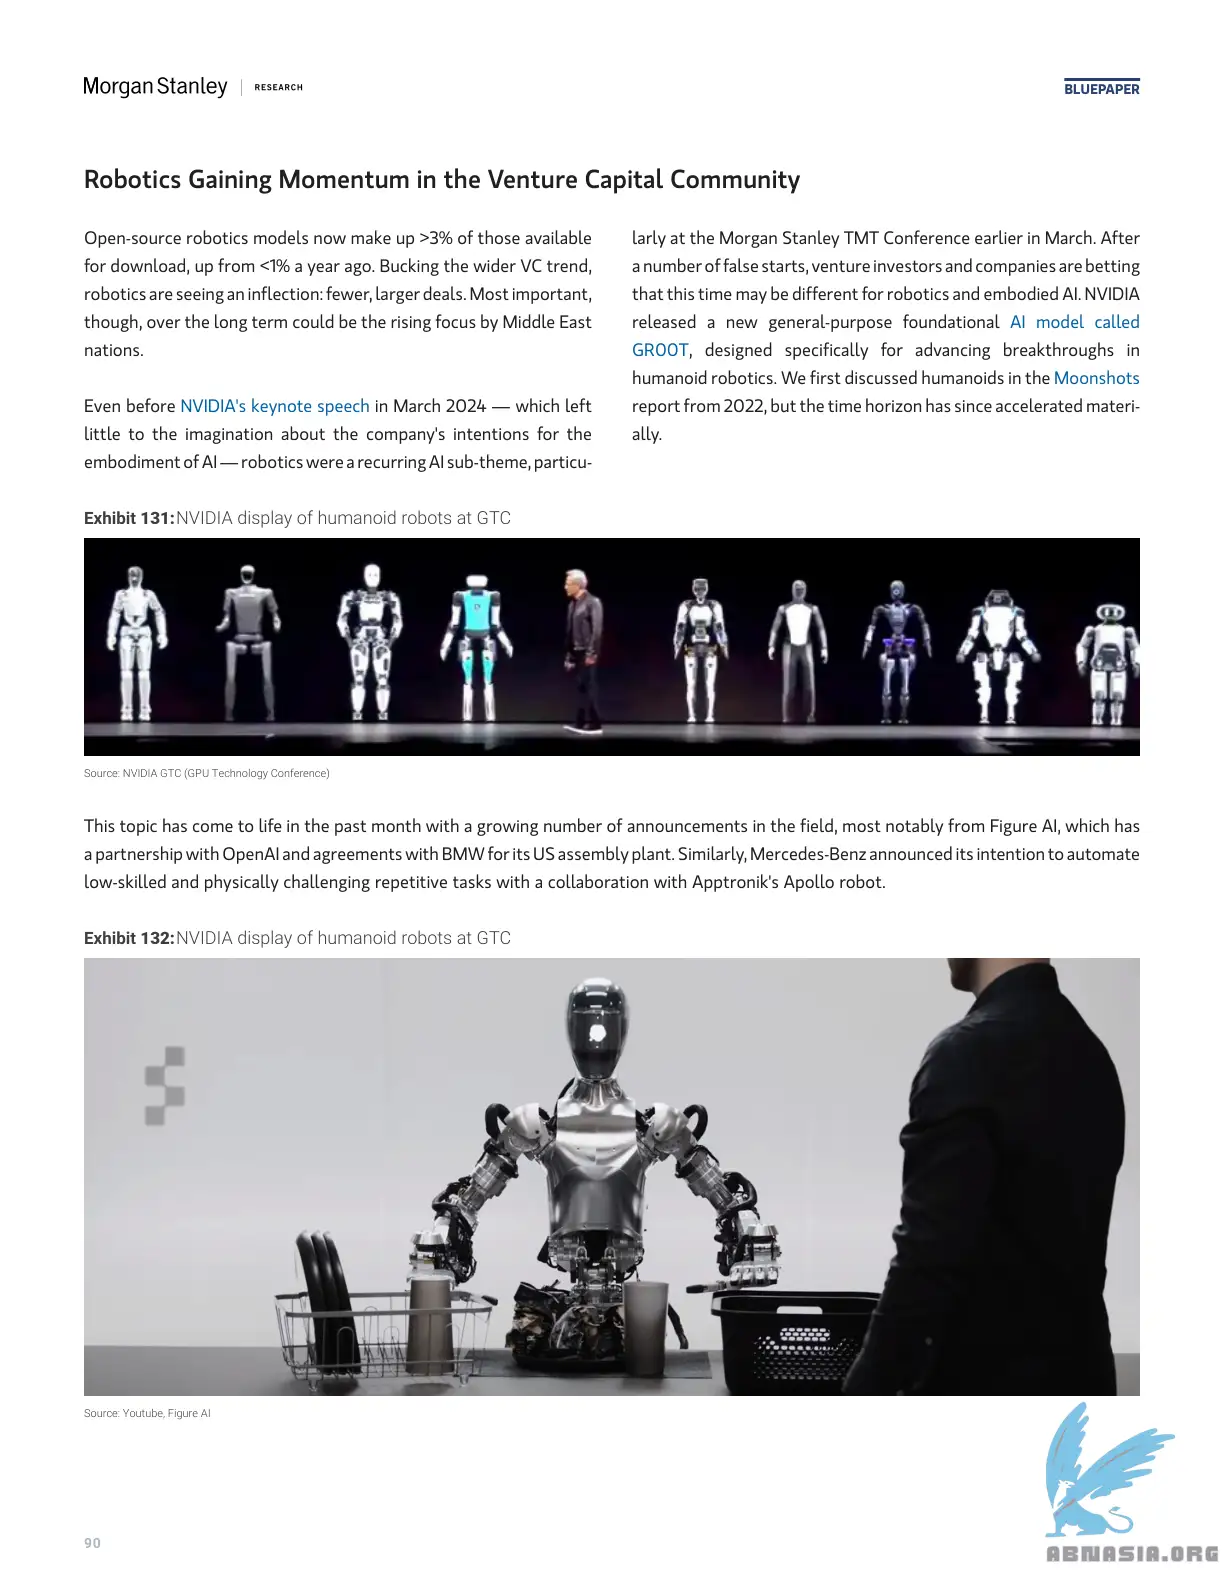 Morgan Stanley | RESEARCH
BLUEPAPER
Robotics Gaining Momentum in the Venture Capital Community
Open-source robotics models now make up >3% of those available
for download, up from <1% a year ago. Bucking the wider VC trend,
robotics are seeing an inflection: fewer, larger deals. Most important,
though, over the long term could be the rising focus by Middle East
nations.
Even before NVIDIA's keynote speech in March 2024 — which left
little to the imagination about the company's intentions for the
embodiment of AI — robotics were a recurring AI sub-theme, particu-
larly at the Morgan Stanley TMT Conference earlier in March. After
a number of false starts, venture investors and companies are betting
that this time may be different for robotics and embodied AI. NVIDIA
released a new general-purpose foundational AI model called
GR00T, designed specifically for advancing breakthroughs in
humanoid robotics. We first discussed humanoids in the Moonshots
report from 2022, but the time horizon has since accelerated materi-
ally.
Exhibit 131: NVIDIA display of humanoid robots at GTC
Source: NVIDIA GTC (GPU Technology Conference)
This topic has come to life in the past month with a growing number of announcements in the field, most notably from Figure AI, which has
a partnership with OpenAI and agreements with BMW for its US assembly plant. Similarly, Mercedes-Benz announced its intention to automate
low-skilled and physically challenging repetitive tasks with a collaboration with Apptronik's Apollo robot.
Exhibit 132: NVIDIA display of humanoid robots at GTC
Source: Youtube, Figure AI
90
ABNASIA.ORG